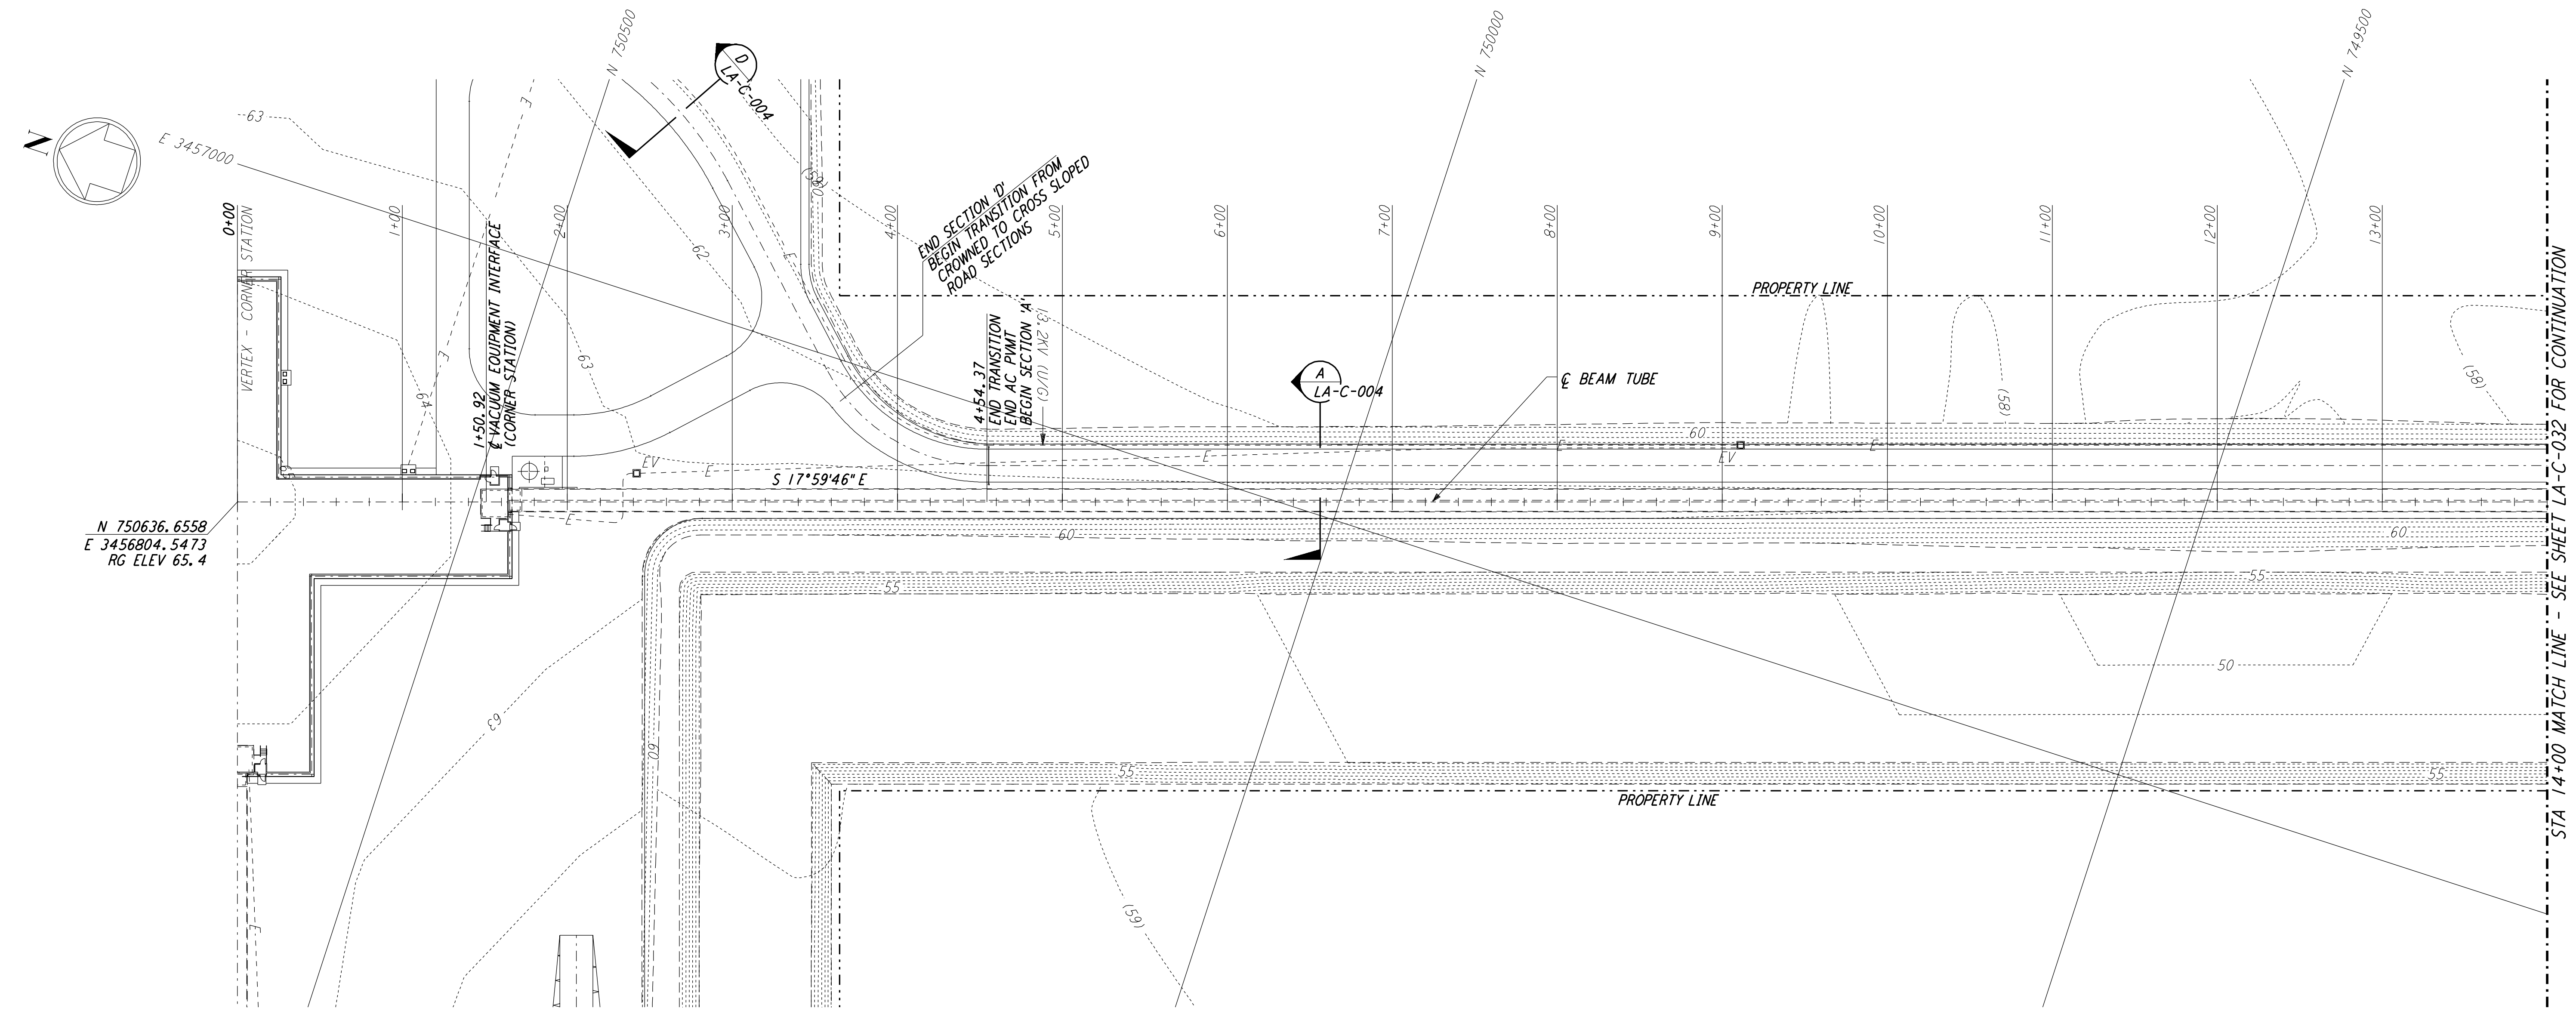 N 750500
N 750000
N 749500
D
LA-C-004
N
63
E
E 3457000
(59)
60
62
END SECTION 'D'
BEGIN TRANSITION FROM
CROWNED TO CROSS SLOPED
ROAD SECTIONS
0+00
VERTEX - CORNER STATION
1+00
1+50.92
℄ VACUUM EQUIPMENT INTERFACE
(CORNER STATION)
2+00
3+00
4+00
5+00
6+00
7+00
8+00
9+00
10+00
11+00
12+00
13+00
E
E
PROPERTY LINE
4+54.37
END TRANSITION
END AC PVMT
BEGIN SECTION 'A'
13.2KV (U/G)
63
64
A
LA-C-004
℄ BEAM TUBE
(58)
(58)
60
EV
E
E
E
EV
E
S 17°59'46" E
E
N 750636.6558
E 3456804.5473
RG ELEV 65.4
60
60
55
55
50
63
60
55
55
PROPERTY LINE
(59)
E
STA 14+00 MATCH LINE - SEE SHEET LA-C-032 FOR CONTINUATION